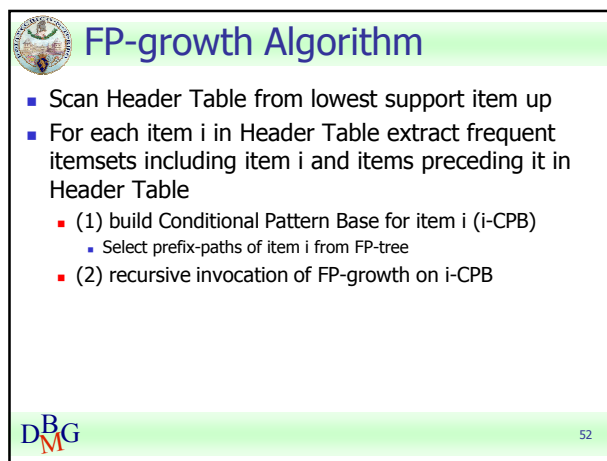 FP-growth Algorithm
Scan Header Table from lowest support item up
For each item i in Header Table extract frequent
itemsets including item i and items preceding it in
Header Table
(1) build Conditional Pattern Base for item i (i-CPB)
Select prefix-paths of item i from FP-tree
(2) recursive invocation of FP-growth on i-CPB
DBMG
52